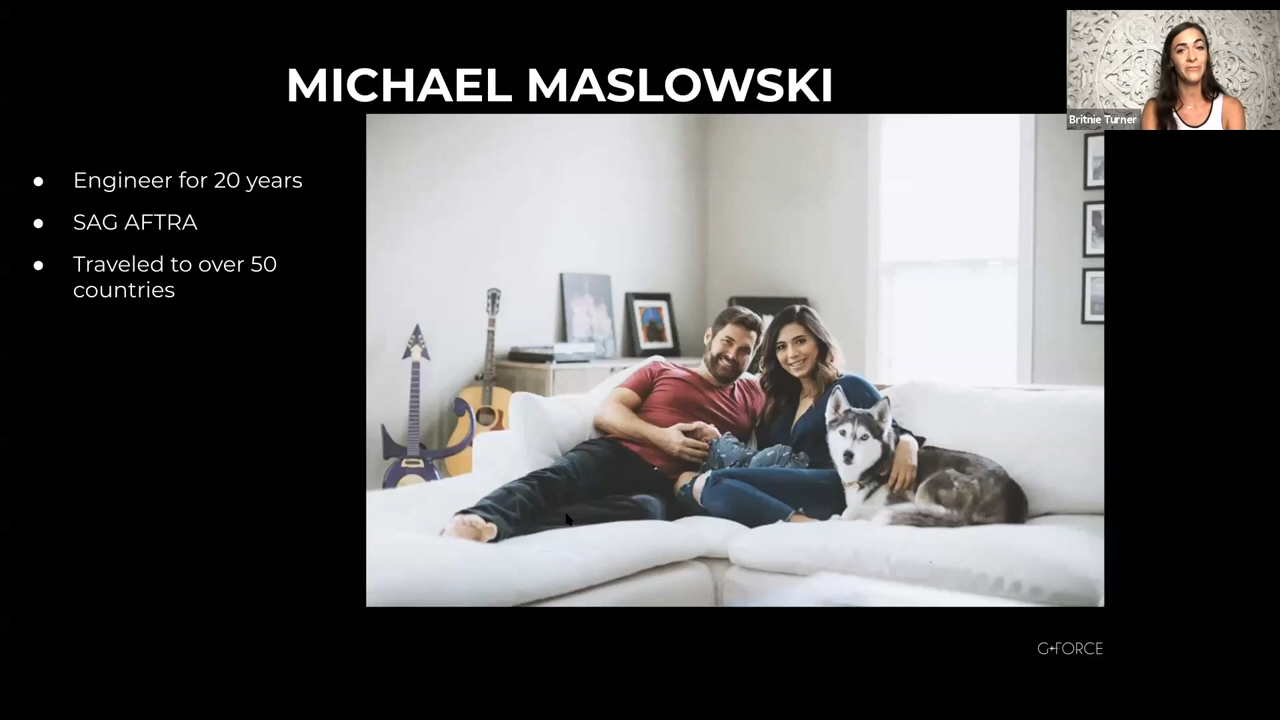 MICHAEL MASLOWSKI
Britnie Turner
● Engineer for 20 years
● SAG AFTRA
● Traveled to over 50
countries
G+FORCE